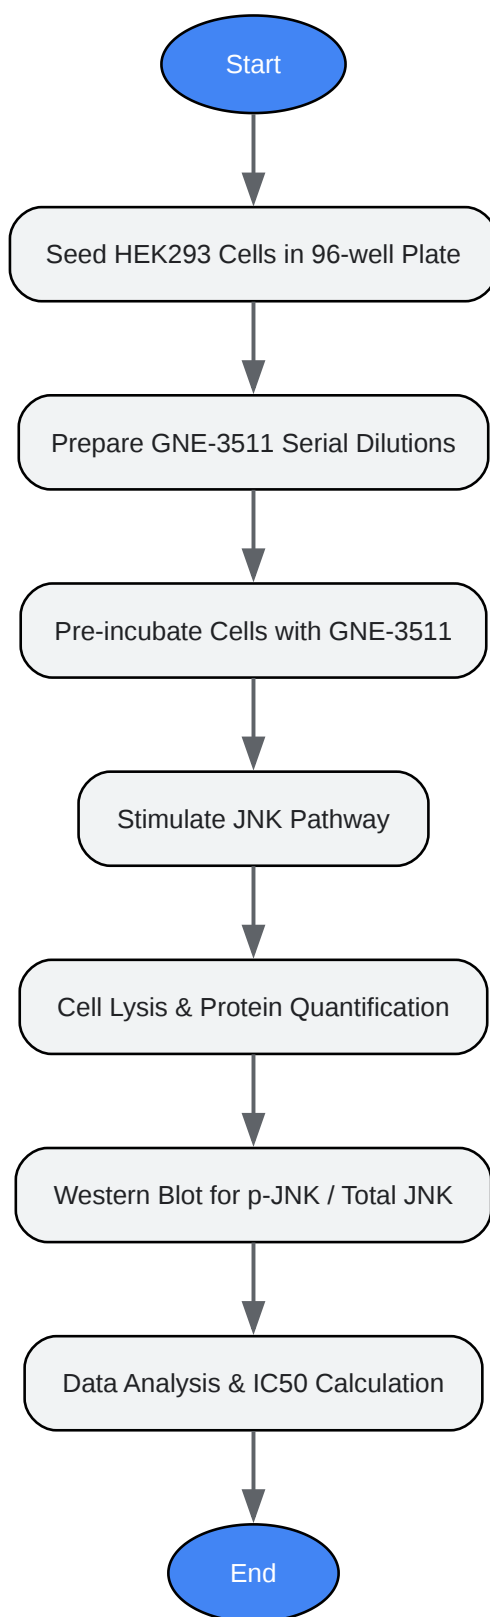 Start
Seed HEK293 Cells in 96-well Plate
Prepare GNE-3511 Serial Dilutions
Pre-incubate Cells with GNE-3511
Stimulate JNK Pathway
Cell Lysis & Protein Quantification
Western Blot for p-JNK / Total JNK
Data Analysis & IC50 Calculation
End